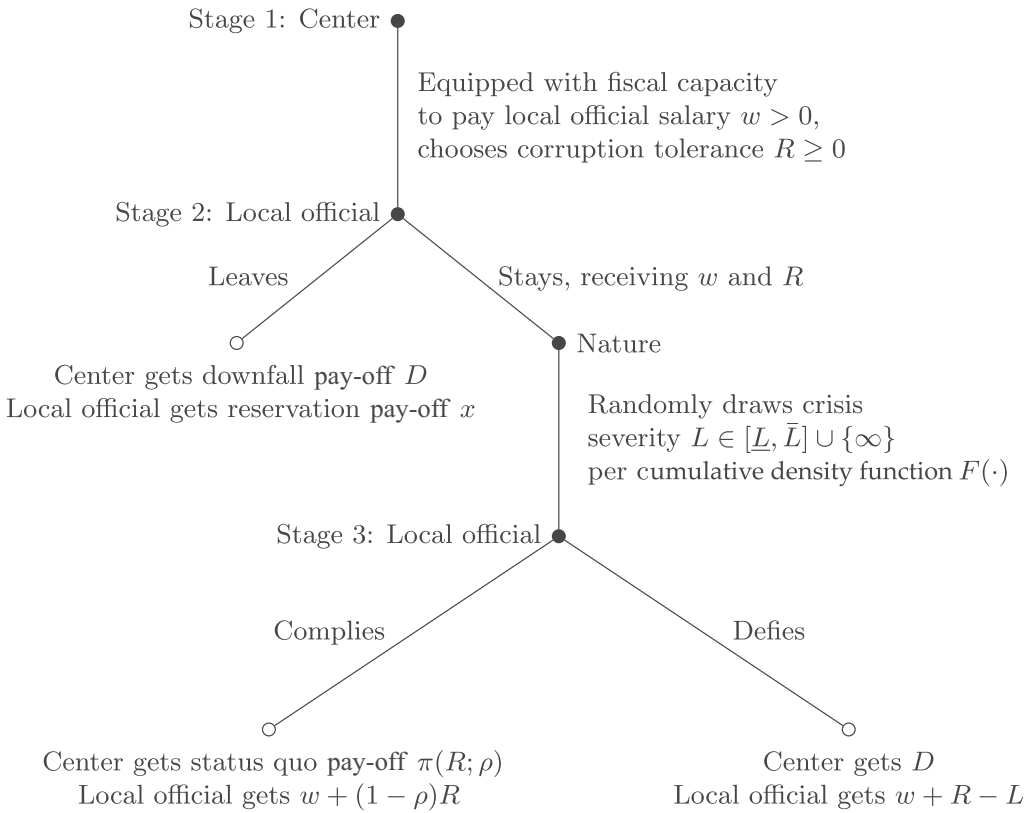 Stage 1: Center
Equipped with fiscal capacity
to pay local official salary w > 0,
chooses corruption tolerance R ≥ 0
Stage 2: Local official
Leaves
Stays, receiving w and R
Center gets downfall pay-off D
Local official gets reservation pay-off x
Nature
Randomly draws crisis
severity L ∈ [L̲, L̄] ∪ {∞}
per cumulative density function F(·)
Stage 3: Local official
Complies
Defies
Center gets status quo pay-off π(R; ρ)
Local official gets w + (1 − ρ)R
Center gets D
Local official gets w + R − L